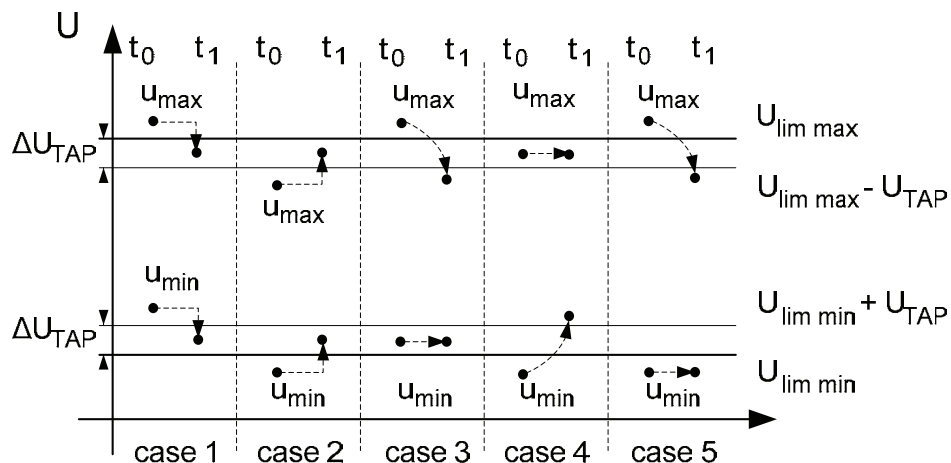 U
t0 t1 t0 t1 t0 t1 t0 t1 t0 t1
umax umax umax umax
Ulim max
ΔUTAP
umax
Ulim max - UTAP
umin
Ulim min + UTAP
ΔUTAP
umin umin umin umin
Ulim min
case 1 case 2 case 3 case 4 case 5